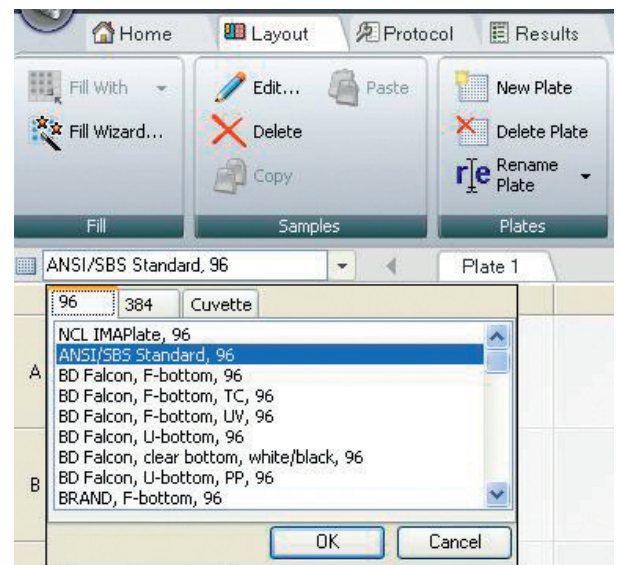 Home Layout Protocol Results
Fill With Edit... Paste New Plate
Fill Wizard... Delete Delete Plate
Copy Rename
Plate
Fill Samples Plates
ANSI/SBS Standard, 96 Plate 1
96 384 Cuvette
NCL IMAPlate, 96
ANSI/SBS Standard, 96
A
BD Falcon, F-bottom, 96
BD Falcon, F-bottom, TC, 96
BD Falcon, F-bottom, UV, 96
BD Falcon, U-bottom, 96
BD Falcon, clear bottom, white/black, 96
BD Falcon, U-bottom, PP, 96
B
BRAND, F-bottom, 96
OK Cancel